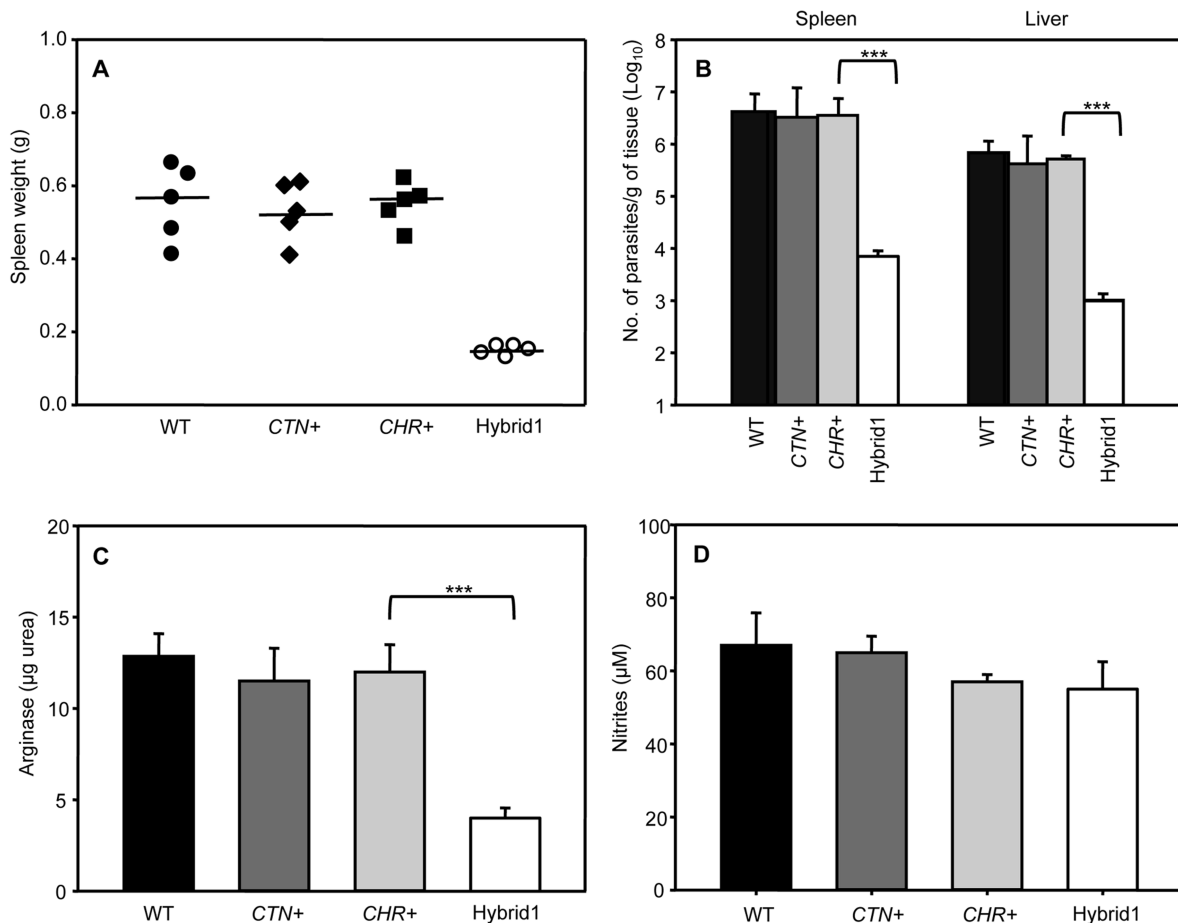 A
Spleen weight (g)
1.0
0.8
0.6
0.4
0.2
0.0
WT
CTN+
CHR+
Hybrid1
Spleen
Liver
B
No. of parasites/g of tissue (Log10)
8
7
6
5
4
3
2
1
***
***
WT
CTN+
CHR+
Hybrid1
WT
CTN+
CHR+
Hybrid1
C
Arginase (µg urea)
20
15
10
5
0
***
WT
CTN+
CHR+
Hybrid1
D
Nitrites (µM)
100
80
60
40
60
20
0
WT
CTN+
CHR+
Hybrid1